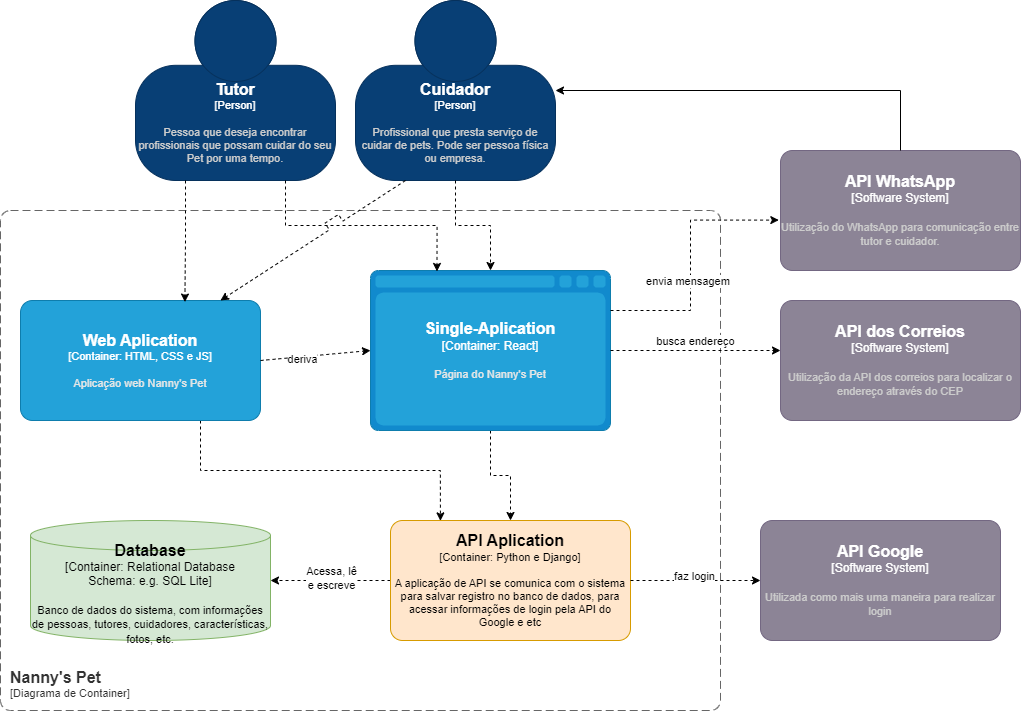 Tutor
[Person]
Pessoa que deseja encontrar
profissionais que possam cuidar do seu
Pet por uma tempo.
Cuidador
[Person]
Profissional que presta serviço de
cuidar de pets. Pode ser pessoa física
ou empresa.
API WhatsApp
[Software System]
Utilização do WhatsApp para comunicação entre
tutor e cuidador.
envia mensagem
Web Aplication
[Container: HTML, CSS e JS]
Aplicação web Nanny's Pet
deriva
Single-Aplication
[Container: React]
Página do Nanny's Pet
busca endereço
API dos Correios
[Software System]
Utilização da API dos correios para localizar o
endereço através do CEP
Database
[Container: Relational Database
Schema: e.g. SQL Lite]
Banco de dados do sistema, com informações
de pessoas, tutores, cuidadores, características,
fotos, etc.
Acessa, lê
e escreve
API Aplication
[Container: Python e Django]
A aplicação de API se comunica com o sistema
para salvar registro no banco de dados, para
acessar informações de login pela API do
Google e etc
faz login
API Google
[Software System]
Utilizada como mais uma maneira para realizar
login
Nanny's Pet
[Diagrama de Container]